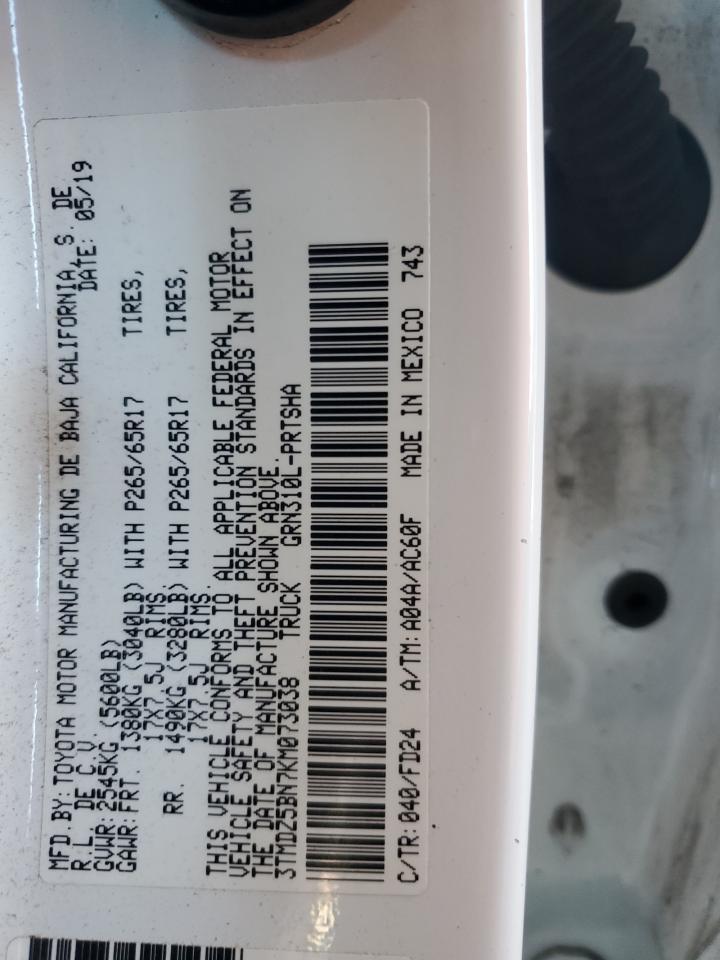 MFD BY: TOYOTA MOTOR MANUFACTURING DE BAJA CALIFORNIA, S. DE
R.L. DE C.V. DATE: 05/19
GVWR: 2545KG (5600LB)
GAWR: FRT. 1380KG (3040LB) WITH P265/65R17 TIRES,
17X7.5J RIMS.
RR. 1490KG (3280LB) WITH P265/65R17 TIRES,
17X7.5J RIMS.
THIS VEHICLE CONFORMS TO ALL APPLICABLE FEDERAL MOTOR
VEHICLE SAFETY AND THEFT PREVENTION STANDARDS IN EFFECT ON
THE DATE OF MANUFACTURE SHOWN ABOVE.
3TMDZ5BN7KM073038 TRUCK GRN310L-PRTSHA
C/TR: 040/FD24 A/TM: A04A/AC60F MADE IN MEXICO 743